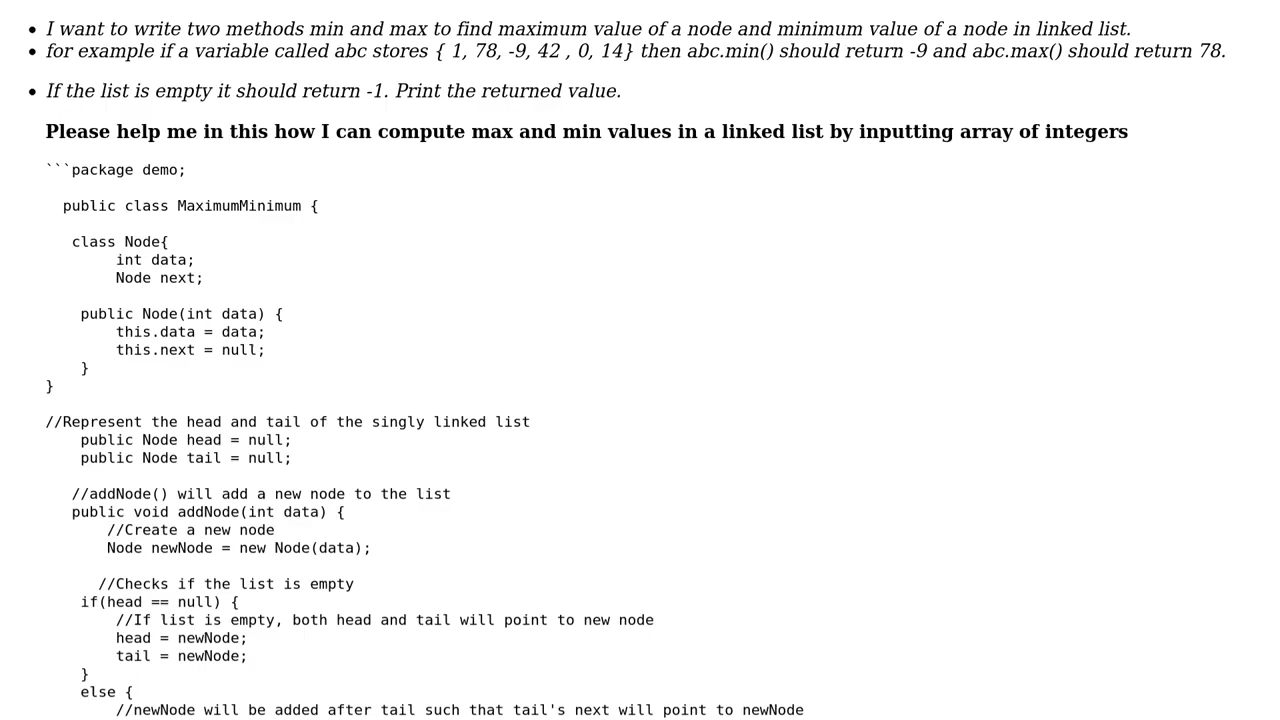 • I want to write two methods min and max to find maximum value of a node and minimum value of a node in linked list.
• for example if a variable called abc stores { 1, 78, -9, 42 , 0, 14} then abc.min() should return -9 and abc.max() should return 78.
• If the list is empty it should return -1. Print the returned value.
Please help me in this how I can compute max and min values in a linked list by inputting array of integers
```package demo;
public class MaximumMinimum {
class Node{
int data;
Node next;
public Node(int data) {
this.data = data;
this.next = null;
}
}
//Represent the head and tail of the singly linked list
public Node head = null;
public Node tail = null;
//addNode() will add a new node to the list
public void addNode(int data) {
//Create a new node
Node newNode = new Node(data);
//Checks if the list is empty
if(head == null) {
//If list is empty, both head and tail will point to new node
head = newNode;
tail = newNode;
}
else {
//newNode will be added after tail such that tail's next will point to newNode